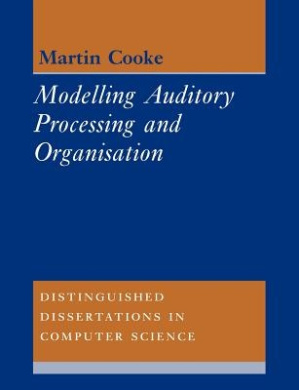 Martin Cooke
Modelling Auditory
Processing and
Organisation
DISTINGUISHED
DISSERTATIONS IN
COMPUTER SCIENCE